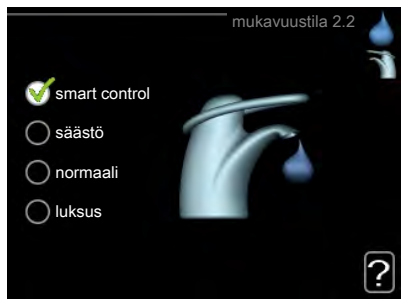 mukavuustila 2.2
smart control
säästö
normaali
luksus
?